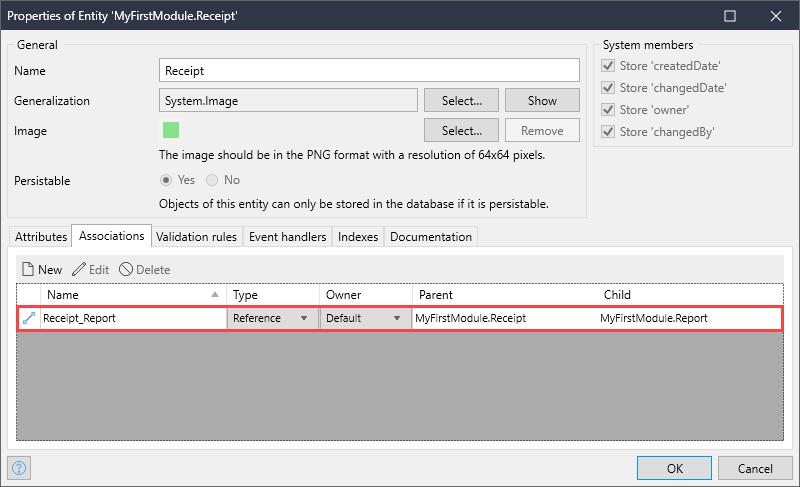 Properties of Entity 'MyFirstModule.Receipt'
General
Name
Receipt
Generalization
System.Image
Select...
Show
Image
Select...
Remove
The image should be in the PNG format with a resolution of 64x64 pixels.
Persistable
Yes
No
Objects of this entity can only be stored in the database if it is persistable.
System members
Store 'createdDate'
Store 'changedDate'
Store 'owner'
Store 'changedBy'
Attributes
Associations
Validation rules
Event handlers
Indexes
Documentation
New
Edit
Delete
Name
Type
Owner
Parent
Child
Receipt_Report
Reference
Default
MyFirstModule.Receipt
MyFirstModule.Report
?
OK
Cancel